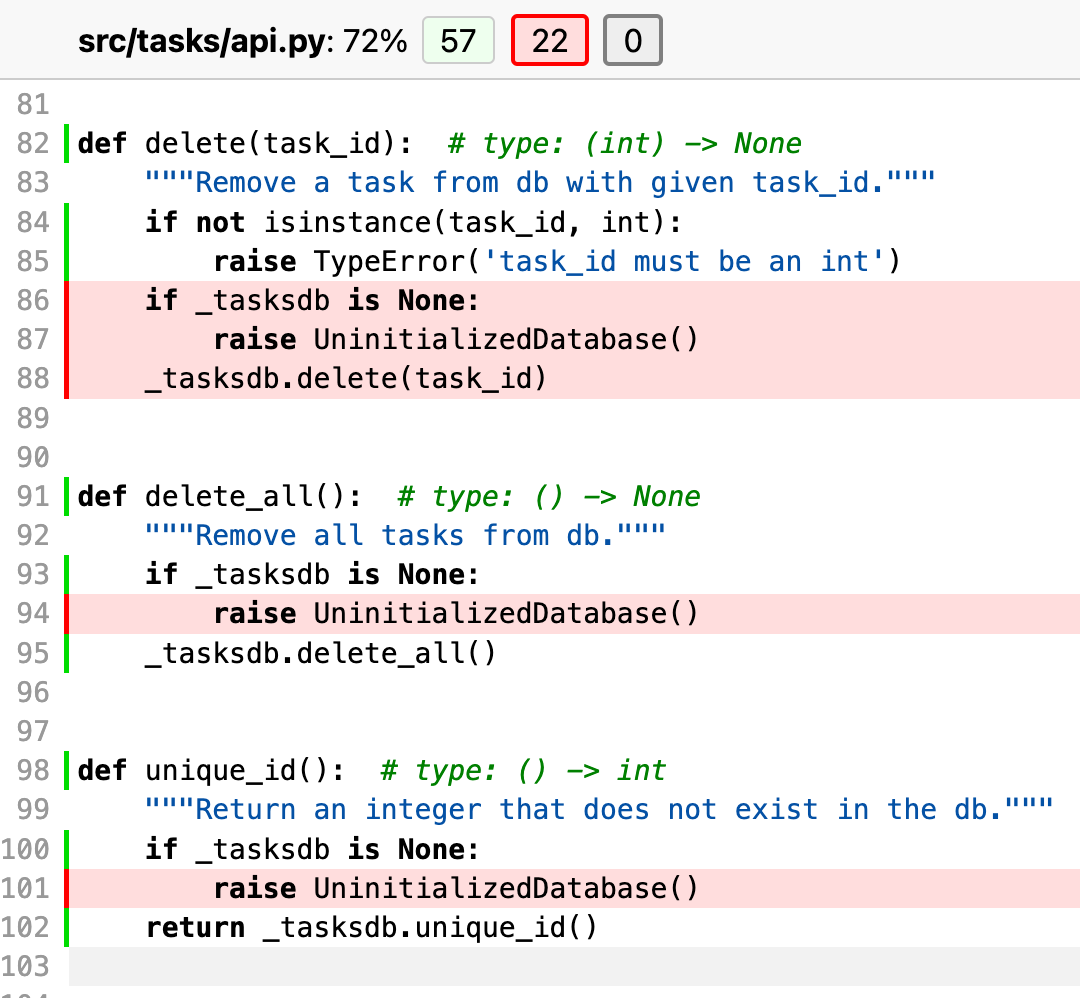 src/tasks/api.py: 72% 57 22 0
81
82 def delete(task_id):  # type: (int) -> None
83     """Remove a task from db with given task_id."""
84     if not isinstance(task_id, int):
85         raise TypeError('task_id must be an int')
86     if _tasksdb is None:
87         raise UninitializedDatabase()
88     _tasksdb.delete(task_id)
89
90
91 def delete_all():  # type: () -> None
92     """Remove all tasks from db."""
93     if _tasksdb is None:
94         raise UninitializedDatabase()
95     _tasksdb.delete_all()
96
97
98 def unique_id():  # type: () -> int
99     """Return an integer that does not exist in the db."""
100     if _tasksdb is None:
101         raise UninitializedDatabase()
102     return _tasksdb.unique_id()
103